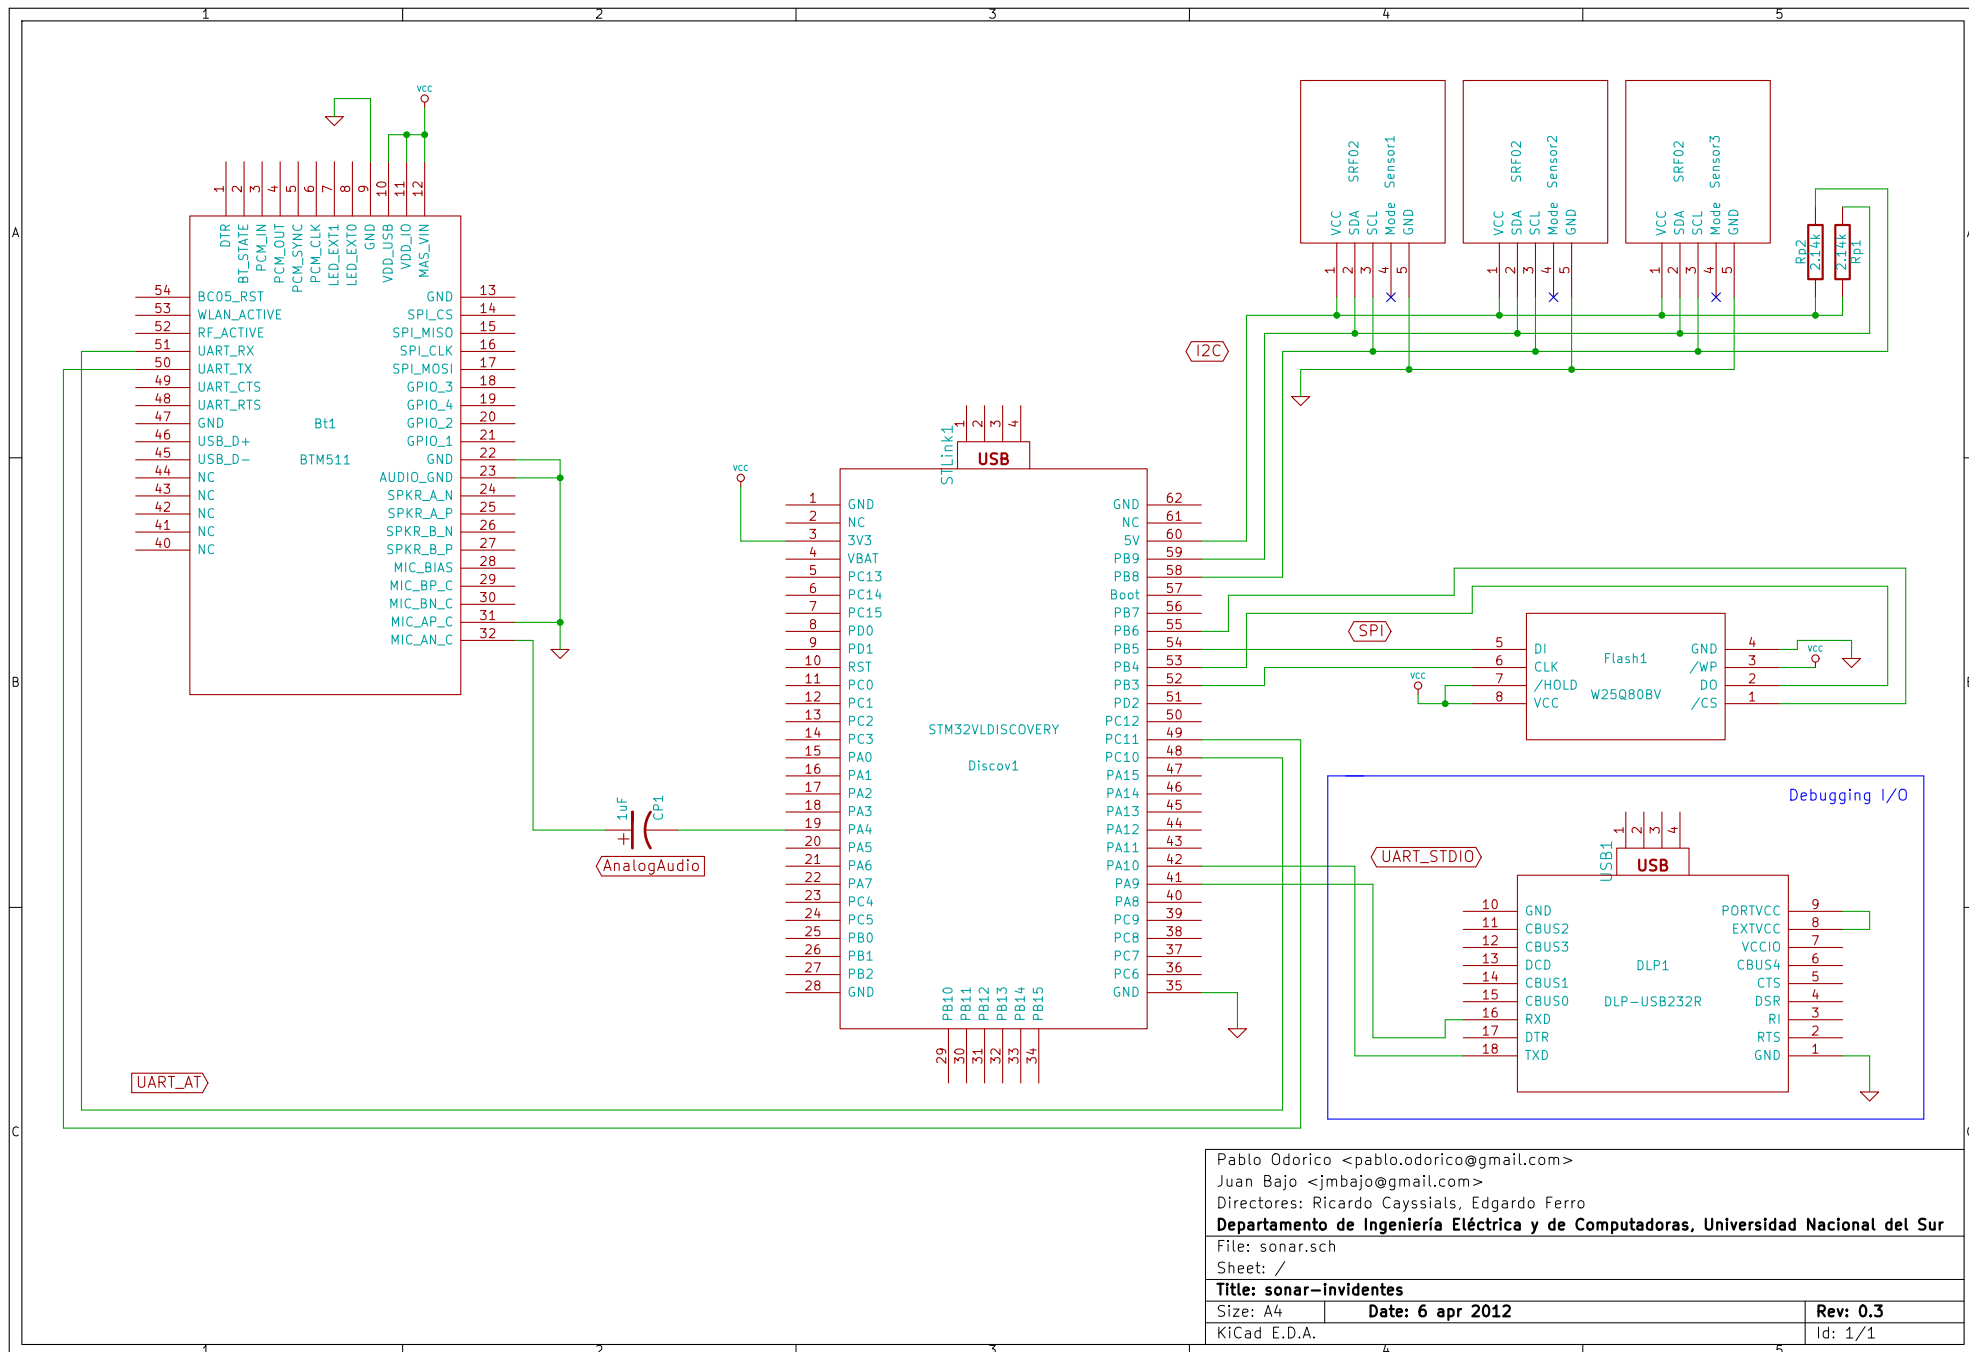 1 2 3 4 5
A
B
C
vcc
1 2 3 4 5 6 7 8 9 10 11 12
DTR
BT_STATE
PCM_IN
PCM_OUT
PCM_SYNC
PCM_CLK
LED_EXT1
LED_EXT0
GND
VDD_USB
VDD_IO
MAS_VIN
54 BC05_RST
53 WLAN_ACTIVE
52 RF_ACTIVE
51 UART_RX
50 UART_TX
49 UART_CTS
48 UART_RTS
47 GND
46 USB_D+
45 USB_D-
44 NC
43 NC
42 NC
41 NC
40 NC
Bt1
BTM511
GND 13
SPI_CS 14
SPI_MISO 15
SPI_CLK 16
SPI_MOSI 17
GPIO_3 18
GPIO_4 19
GPIO_2 20
GPIO_1 21
GND 22
AUDIO_GND 23
SPKR_A_N 24
SPKR_A_P 25
SPKR_B_N 26
SPKR_B_P 27
MIC_BIAS 28
MIC_BP_C 29
MIC_BN_C 30
MIC_AP_C 31
MIC_AN_C 32
1uF
CP1
+
AnalogAudio
UART_AT
vcc
STLink1
1 2 3 4
USB
1 GND
2 NC
3 3V3
4 VBAT
5 PC13
6 PC14
7 PC15
8 PD0
9 PD1
10 RST
11 PC0
12 PC1
13 PC2
14 PC3
15 PA0
16 PA1
17 PA2
18 PA3
19 PA4
20 PA5
21 PA6
22 PA7
23 PC4
24 PC5
25 PB0
26 PB1
27 PB2
28 GND
STM32VLDISCOVERY
Discov1
PB10 PB11 PB12 PB13 PB14 PB15
29 30 31 32 33 34
GND 62
NC 61
5V 60
PB9 59
PB8 58
Boot 57
PB7 56
PB6 55
PB5 54
PB4 53
PB3 52
PD2 51
PC12 50
PC11 49
PC10 48
PA15 47
PA14 46
PA13 45
PA12 44
PA11 43
PA10 42
PA9 41
PA8 40
PC9 39
PC8 38
PC7 37
PC6 36
GND 35
SRF02 Sensor1
VCC SDA SCL Mode GND
1 2 3 4 5
SRF02 Sensor2
VCC SDA SCL Mode GND
1 2 3 4 5
SRF02 Sensor3
VCC SDA SCL Mode GND
1 2 3 4 5
Rp2 2.14k
2.14k Rp1
I2C
SPI
vcc
5 DI
6 CLK
7 /HOLD
8 VCC
Flash1
W25Q80BV
GND 4
/WP 3
DO 2
/CS 1
vcc
Debugging I/O
UART_STDIO
USB1
1 2 3 4
USB
10 GND
11 CBUS2
12 CBUS3
13 DCD
14 CBUS1
15 CBUS0
16 RXD
17 DTR
18 TXD
DLP1
DLP-USB232R
PORTVCC 9
EXTVCC 8
VCCIO 7
CBUS4 6
CTS 5
DSR 4
RI 3
RTS 2
GND 1
Pablo Odorico <pablo.odorico@gmail.com>
Juan Bajo <jmbajo@gmail.com>
Directores: Ricardo Cayssials, Edgardo Ferro
Departamento de Ingeniería Eléctrica y de Computadoras, Universidad Nacional del Sur
File: sonar.sch
Sheet: /
Title: sonar-invidentes
Size: A4 Date: 6 apr 2012 Rev: 0.3
KiCad E.D.A. Id: 1/1
1 2 3 4 5